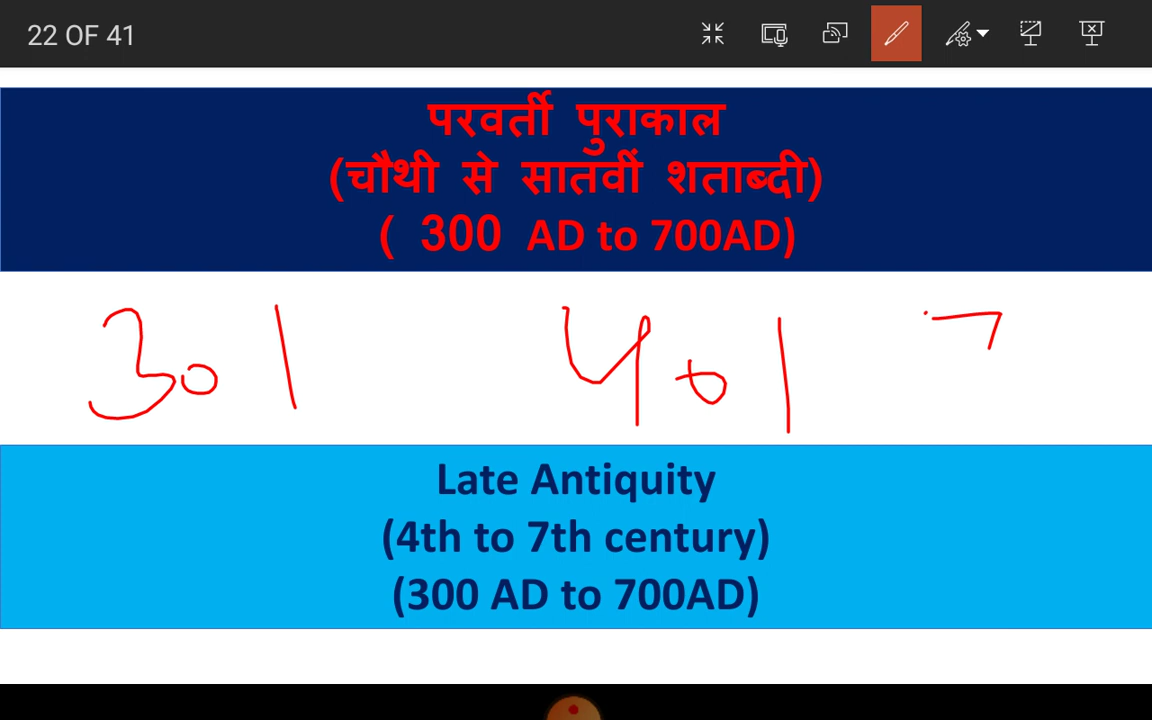 22 OF 41
परवर्ती पुराकाल
(चौथी से सातवीं शताब्दी)
( 300 AD to 700AD)
301 401 7
Late Antiquity
(4th to 7th century)
(300 AD to 700AD)